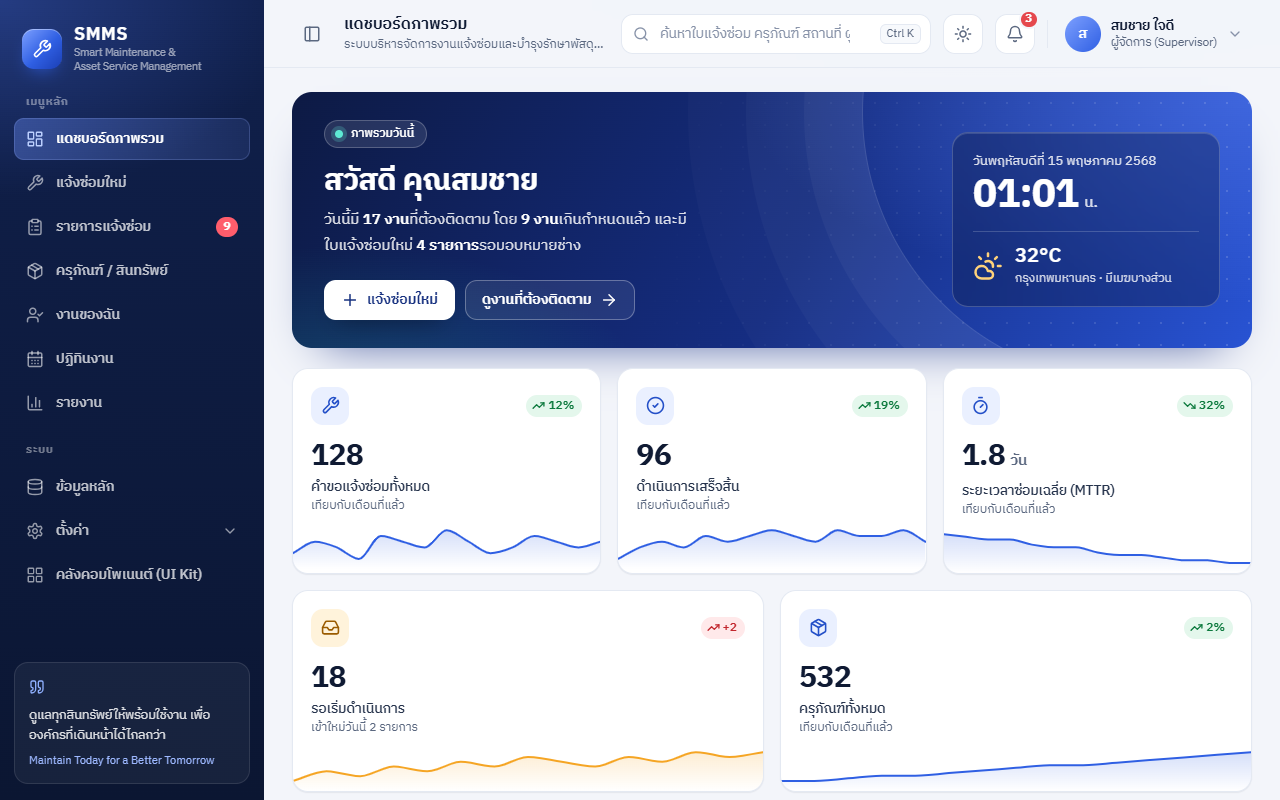 SMMS
Smart Maintenance &
Asset Service Management
เมนูหลัก
แดชบอร์ดภาพรวม
แจ้งซ่อมใหม่
รายการแจ้งซ่อม
9
ครุภัณฑ์ / สินทรัพย์
งานของฉัน
ปฏิทินงาน
รายงาน
ระบบ
ข้อมูลหลัก
ตั้งค่า
คลังคอมโพเนนต์ (UI Kit)
ดูแลทุกสินทรัพย์ให้พร้อมใช้งาน เพื่อ
องค์กรที่เดินหน้าได้ไกลกว่า
Maintain Today for a Better Tomorrow
แดชบอร์ดภาพรวม
ระบบบริหารจัดการงานแจ้งซ่อมและบำรุงรักษาพัสดุ...
ค้นหาใบแจ้งซ่อม ครุภัณฑ์ สถานที่
Ctrl K
3
ส
สมชาย ใจดี
ผู้จัดการ (Supervisor)
ภาพรวมวันนี้
สวัสดี คุณสมชาย
วันนี้มี 17 งานที่ต้องติดตาม โดย 9 งานเกินกำหนดแล้ว และมี
ใบแจ้งซ่อมใหม่ 4 รายการรอมอบหมายช่าง
แจ้งซ่อมใหม่
ดูงานที่ต้องติดตาม
วันพฤหัสบดีที่ 15 พฤษภาคม 2568
01:01 น.
32°C
กรุงเทพมหานคร · มีเมฆบางส่วน
12%
128
คำขอแจ้งซ่อมทั้งหมด
เทียบกับเดือนที่แล้ว
19%
96
ดำเนินการเสร็จสิ้น
เทียบกับเดือนที่แล้ว
32%
1.8 วัน
ระยะเวลาซ่อมเฉลี่ย (MTTR)
เทียบกับเดือนที่แล้ว
+2
18
รอเริ่มดำเนินการ
เข้าใหม่วันนี้ 2 รายการ
2%
532
ครุภัณฑ์ทั้งหมด
เทียบกับเดือนที่แล้ว